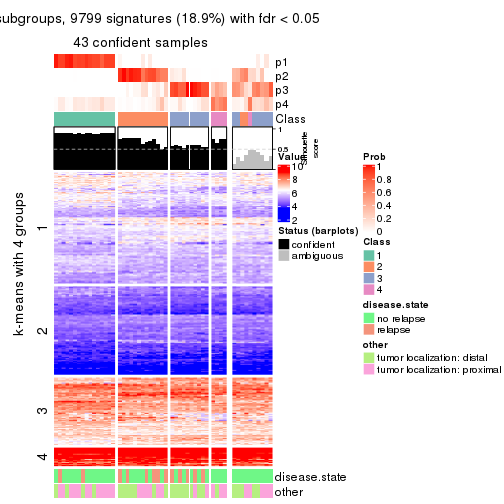 subgroups, 9799 signatures (18.9%) with fdr < 0.05
43 confident samples
p1
p2
p3
p4
Class
1
0.5
0
Silhouette
score
Value
10
8
6
4
2
Status (barplots)
confident
ambiguous
Prob
1
0.8
0.6
0.4
0.2
0
Class
1
2
3
4
disease.state
no relapse
relapse
other
tumor localization: distal
tumor localization: proximal
k-means with 4 groups
1
2
3
4
disease.state
other